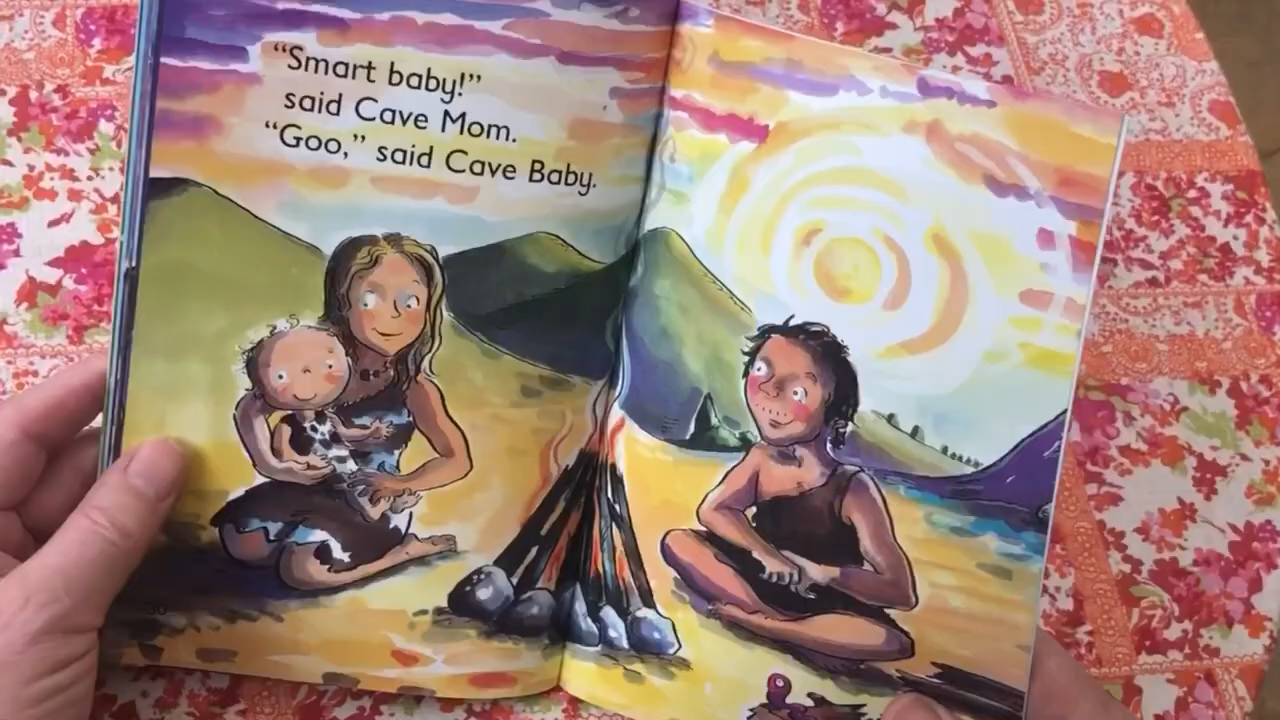 “Smart baby!”
said Cave Mom.
“Goo,” said Cave Baby.